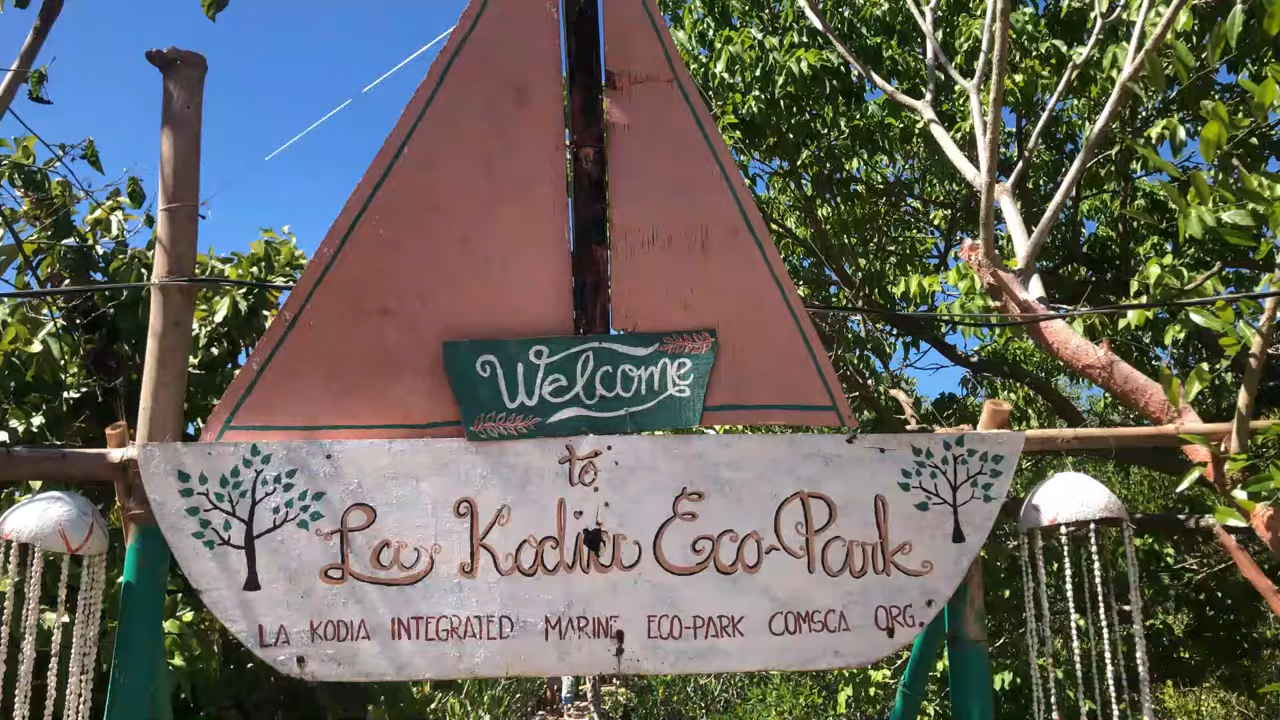 Welcome
to
La Kodia Eco-Park
LA KODIA INTEGRATED MARINE ECO-PARK COMSCA ORG.